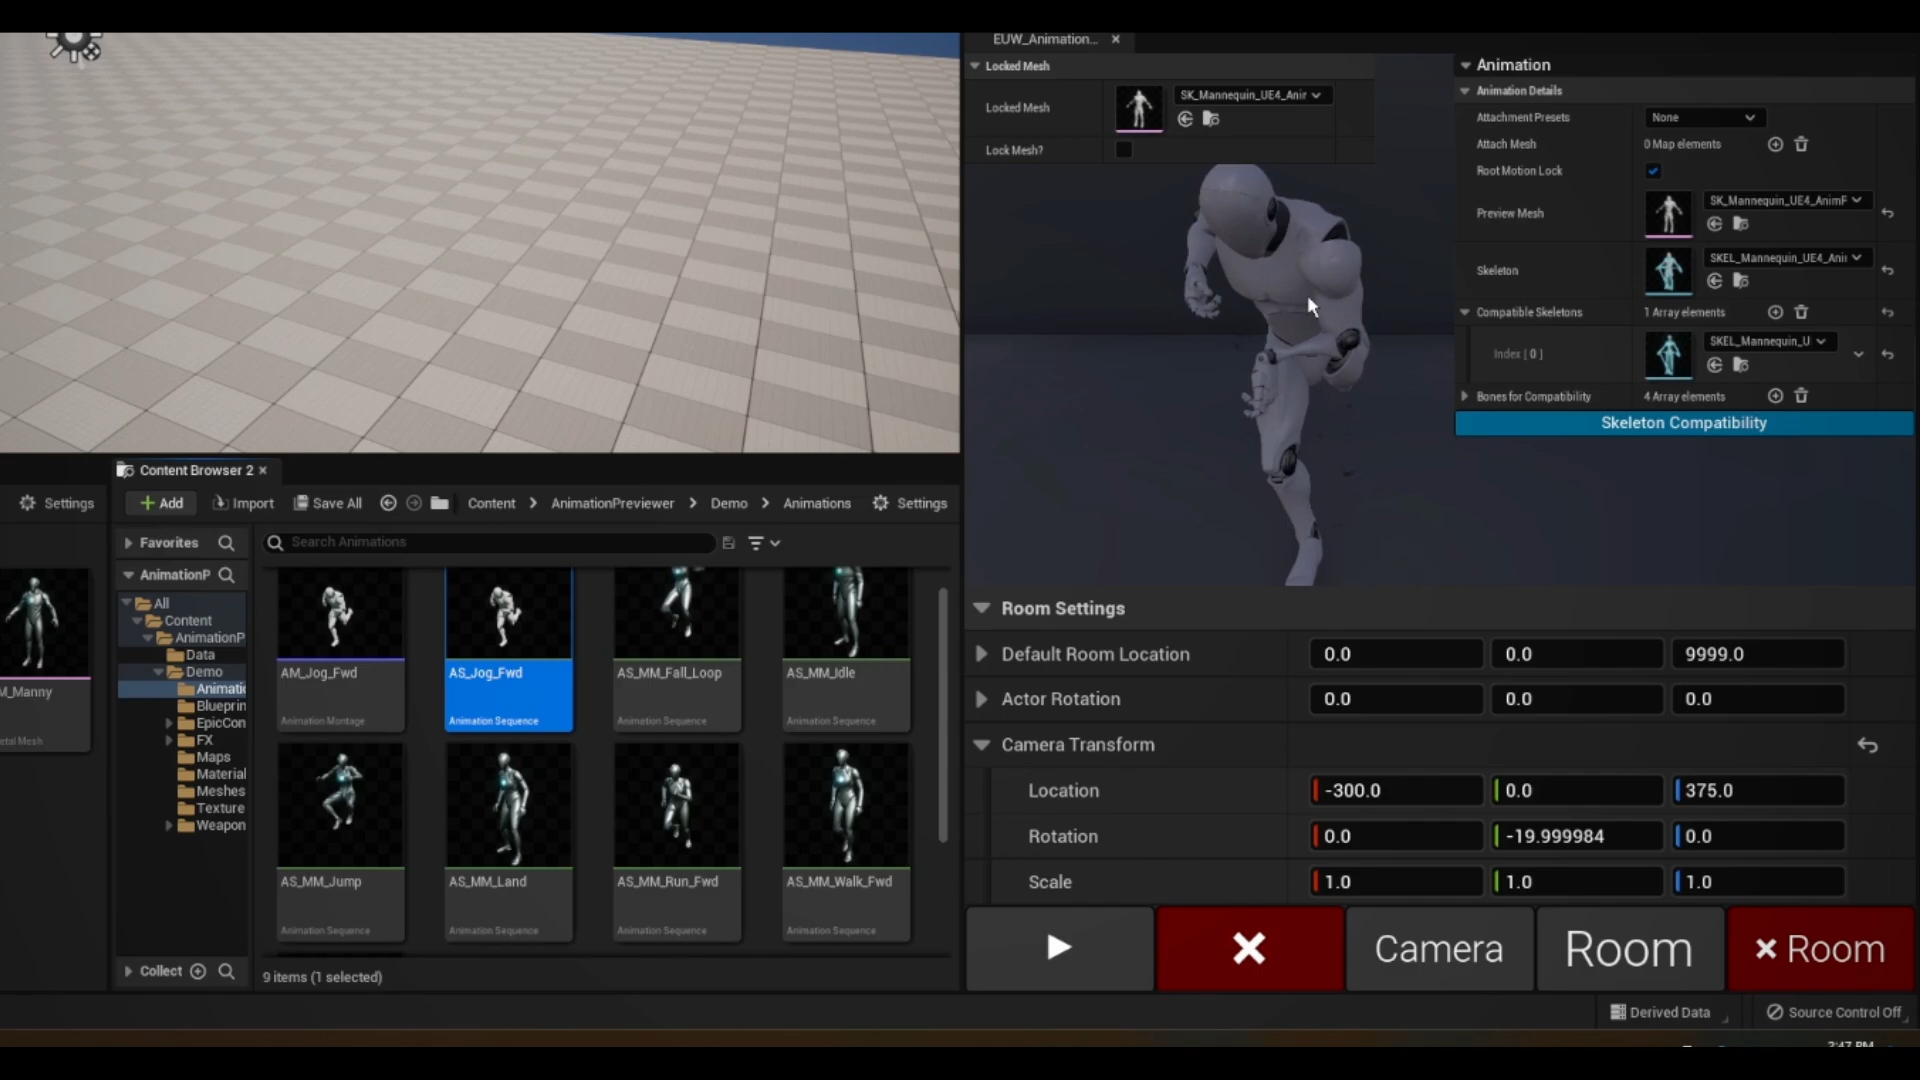 EUW_Animation...
Locked Mesh
Locked Mesh
SK_Mannequin_UE4_Anir
Lock Mesh?
Animation
Animation Details
Attachment Presets
None
Attach Mesh
0 Map elements
Root Motion Lock
Preview Mesh
SK_Mannequin_UE4_AnimF
Skeleton
SKEL_Mannequin_UE4_Anii
Compatible Skeletons
1 Array elements
Index [ 0 ]
SKEL_Mannequin_U
Bones for Compatibility
4 Array elements
Skeleton Compatibility
Content Browser 2
Settings
Add
Import
Save All
Content
AnimationPreviewer
Demo
Animations
Settings
Favorites
Search Animations
AnimationP
All
Content
AnimationP
Data
Demo
Animatic
Blueprin
EpicCon
FX
Maps
Material
Meshes
Texture
Weapon
M_Manny
etal Mesh
AM_Jog_Fwd
Animation Montage
AS_Jog_Fwd
Animation Sequence
AS_MM_Fall_Loop
Animation Sequence
AS_MM_Idle
Animation Sequence
AS_MM_Jump
Animation Sequence
AS_MM_Land
Animation Sequence
AS_MM_Run_Fwd
Animation Sequence
AS_MM_Walk_Fwd
Animation Sequence
Collect
9 items (1 selected)
Room Settings
Default Room Location
0.0
0.0
9999.0
Actor Rotation
0.0
0.0
0.0
Camera Transform
Location
-300.0
0.0
375.0
Rotation
0.0
-19.999984
0.0
Scale
1.0
1.0
1.0
Camera
Room
× Room
Derived Data
Source Control Off